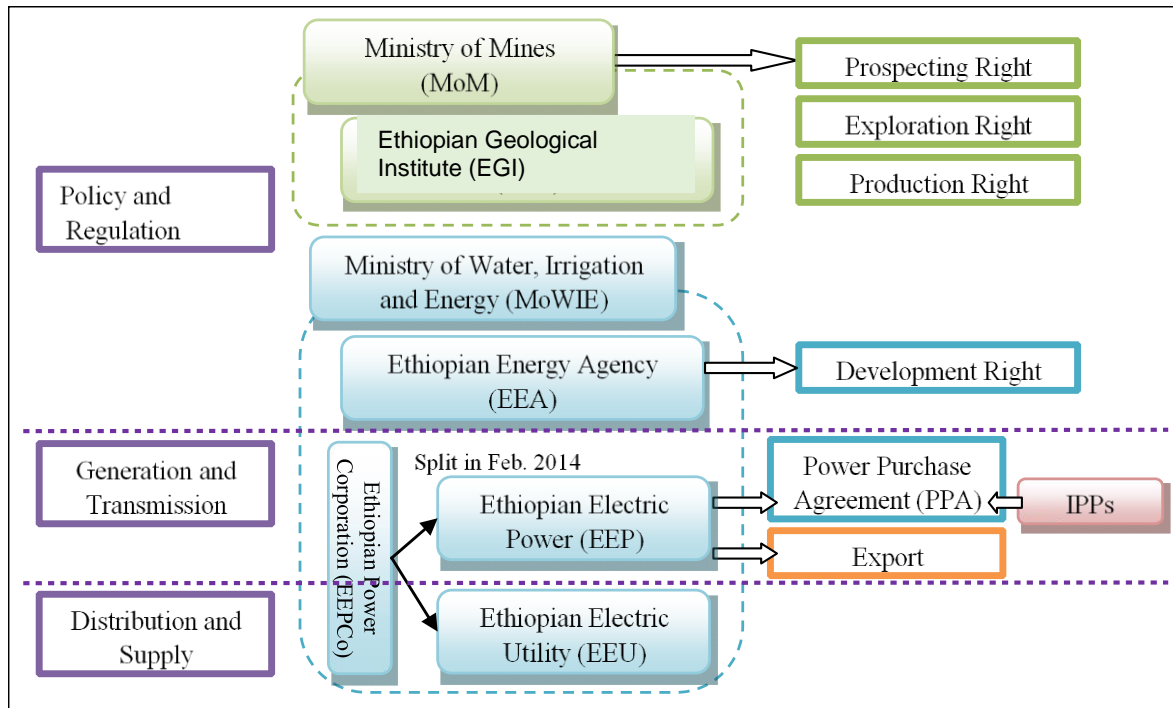 Ministry of Mines
(MoM)
Prospecting Right
Exploration Right
Production Right
Ethiopian Geological
Institute (EGI)
Policy and
Regulation
Ministry of Water, Irrigation
and Energy (MoWIE)
Ethiopian Energy Agency
(EEA)
Development Right
Generation and
Transmission
Ethiopian Power
Corporation (EEPCo)
Split in Feb. 2014
Ethiopian Electric
Power (EEP)
Power Purchase
Agreement (PPA)
IPPs
Export
Distribution and
Supply
Ethiopian Electric
Utility (EEU)